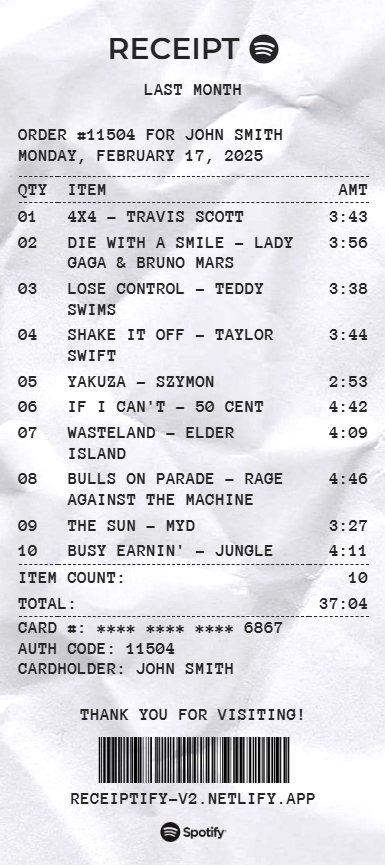 RECEIPT
LAST MONTH
ORDER #11504 FOR JOHN SMITH
MONDAY, FEBRUARY 17, 2025
QTY ITEM AMT
01 4X4 – TRAVIS SCOTT 3:43
02 DIE WITH A SMILE – LADY 3:56
GAGA & BRUNO MARS
03 LOSE CONTROL – TEDDY 3:38
SWIMS
04 SHAKE IT OFF – TAYLOR 3:44
SWIFT
05 YAKUZA – SZYMON 2:53
06 IF I CAN'T – 50 CENT 4:42
07 WASTELAND – ELDER 4:09
ISLAND
08 BULLS ON PARADE – RAGE 4:46
AGAINST THE MACHINE
09 THE SUN – MYD 3:27
10 BUSY EARNIN' – JUNGLE 4:11
ITEM COUNT: 10
TOTAL: 37:04
CARD #: **** **** **** 6867
AUTH CODE: 11504
CARDHOLDER: JOHN SMITH
THANK YOU FOR VISITING!
RECEIPTIFY–V2.NETLIFY.APP
Spotify